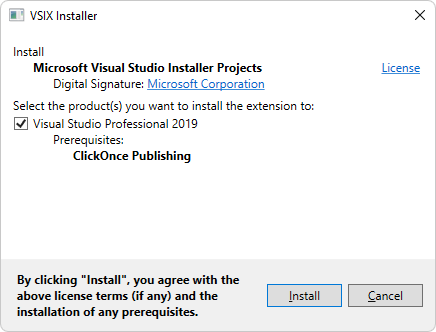 VSIX Installer
Install
Microsoft Visual Studio Installer Projects
License
Digital Signature: Microsoft Corporation
Select the product(s) you want to install the extension to:
Visual Studio Professional 2019
Prerequisites:
ClickOnce Publishing
By clicking "Install", you agree with the
above license terms (if any) and the
installation of any prerequisites.
Install
Cancel